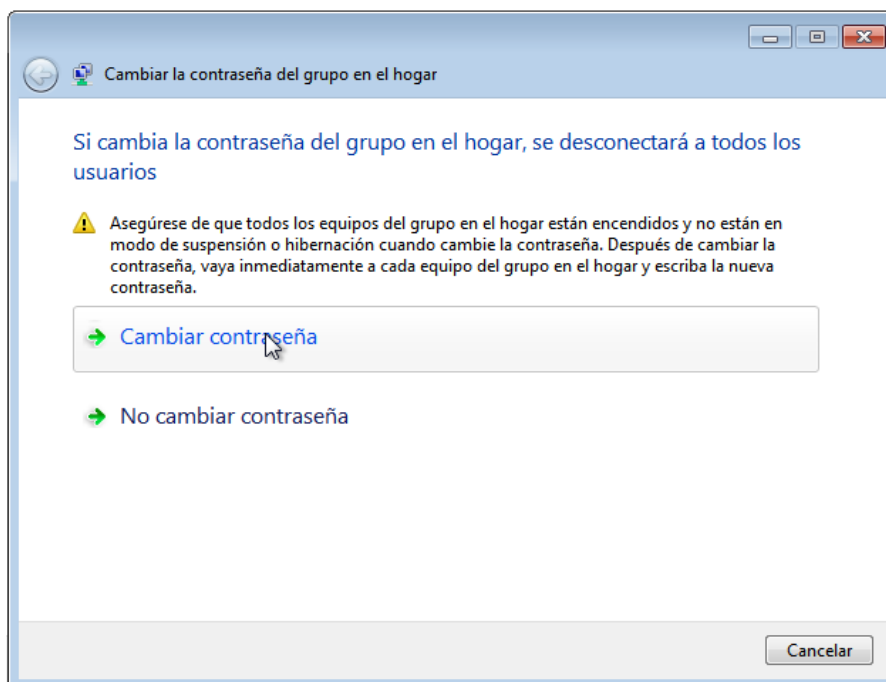 Cambiar la contraseña del grupo en el hogar
Si cambia la contraseña del grupo en el hogar, se desconectará a todos los
usuarios
Asegúrese de que todos los equipos del grupo en el hogar están encendidos y no están en
modo de suspensión o hibernación cuando cambie la contraseña. Después de cambiar la
contraseña, vaya inmediatamente a cada equipo del grupo en el hogar y escriba la nueva
contraseña.
Cambiar contraseña
No cambiar contraseña
Cancelar